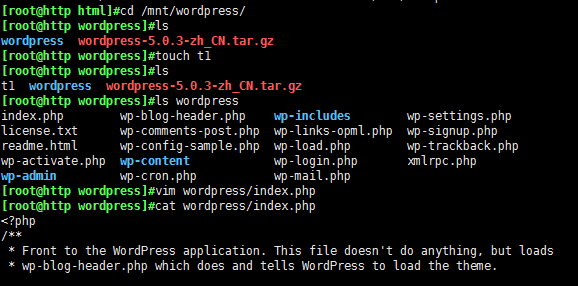 [root@http html]#cd /mnt/wordpress/
[root@http wordpress]#ls
wordpress  wordpress-5.0.3-zh_CN.tar.gz
[root@http wordpress]#touch t1
[root@http wordpress]#ls
t1  wordpress  wordpress-5.0.3-zh_CN.tar.gz
[root@http wordpress]#ls wordpress
index.php        wp-blog-header.php    wp-includes        wp-settings.php
license.txt      wp-comments-post.php  wp-links-opml.php  wp-signup.php
readme.html      wp-config-sample.php  wp-load.php        wp-trackback.php
wp-activate.php  wp-content            wp-login.php       xmlrpc.php
wp-admin         wp-cron.php           wp-mail.php
[root@http wordpress]#vim wordpress/index.php
[root@http wordpress]#cat wordpress/index.php
<?php
/**
 * Front to the WordPress application. This file doesn't do anything, but loads
 * wp-blog-header.php which does and tells WordPress to load the theme.